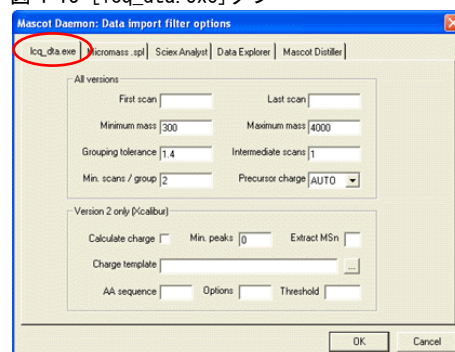 Mascot Daemon: Data import filter options
lcq_dta.exe Micromass .spl Sciex Analyst Data Explorer Mascot Distiller
All versions
First scan Last scan
Minimum mass 300 Maximum mass 4000
Grouping tolerance 1.4 Intermediate scans 1
Min. scans / group 2 Precursor charge AUTO
Version 2 only (Xcalibur)
Calculate charge Min. peaks 0 Extract MSn
Charge template ...
AA sequence Options Threshold
OK Cancel